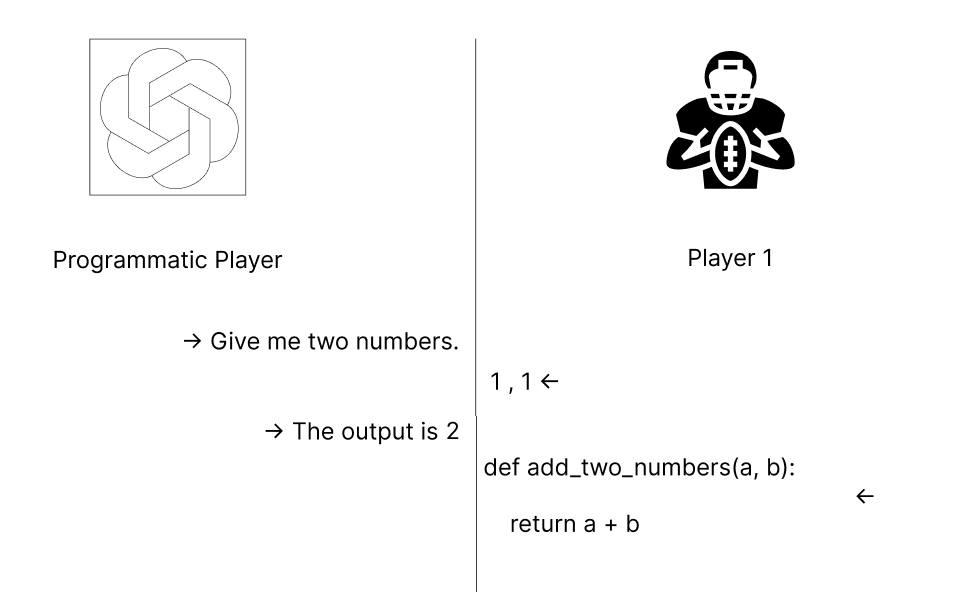 Programmatic Player
Player 1
→ Give me two numbers.
1 , 1 ←
→ The output is 2
def add_two_numbers(a, b):
←
return a + b